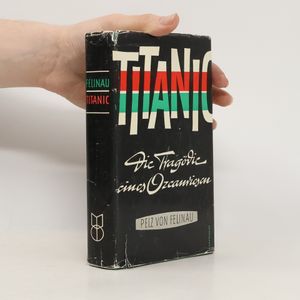 FELINAU
TITANIC
TITANIC
Die Tragödie
eines Ozeanriesen
PELZ VON FELINAU